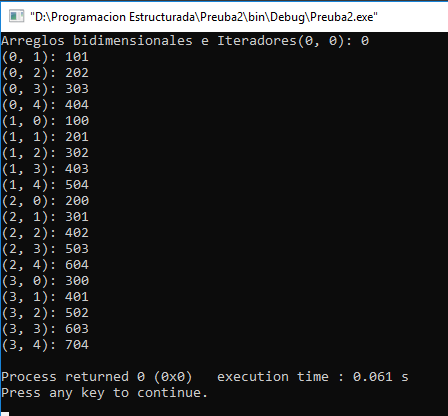 "D:\Programacion Estructurada\Preuba2\bin\Debug\Preuba2.exe"
Arreglos bidimensionales e Iteradores(0, 0): 0
(0, 1): 101
(0, 2): 202
(0, 3): 303
(0, 4): 404
(1, 0): 100
(1, 1): 201
(1, 2): 302
(1, 3): 403
(1, 4): 504
(2, 0): 200
(2, 1): 301
(2, 2): 402
(2, 3): 503
(2, 4): 604
(3, 0): 300
(3, 1): 401
(3, 2): 502
(3, 3): 603
(3, 4): 704
Process returned 0 (0x0)   execution time : 0.061 s
Press any key to continue.